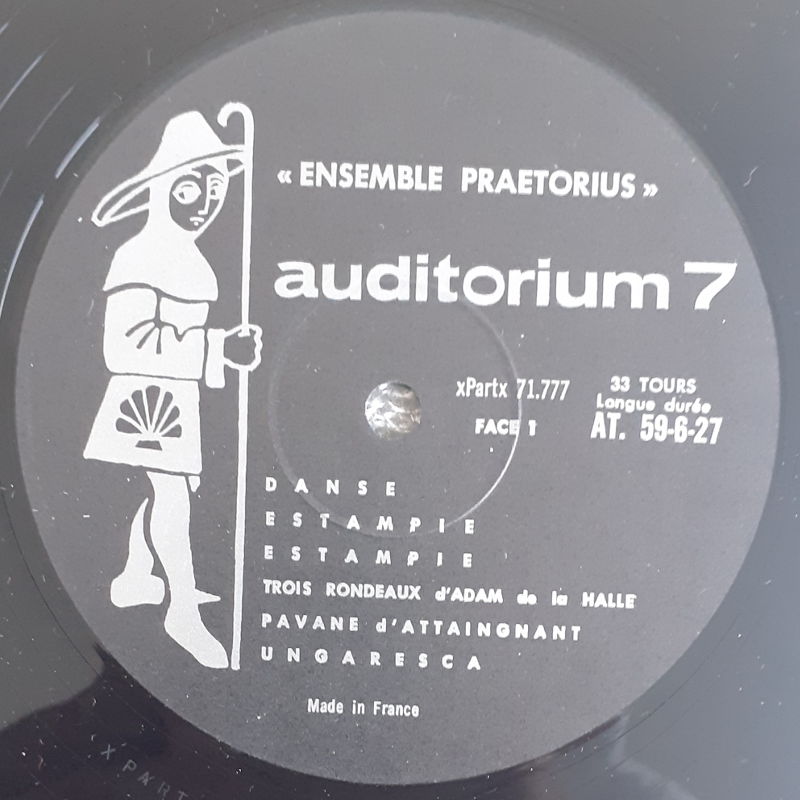 « ENSEMBLE PRAETORIUS »
auditorium 7
xPartx 71.777
33 TOURS
Longue durée
FACE 1
AT. 59-6-27
DANSE
ESTAMPIE
ESTAMPIE
TROIS RONDEAUX d'ADAM de la HALLE
PAVANE d'ATTAINGNANT
UNGARESCA
Made in France
X PART